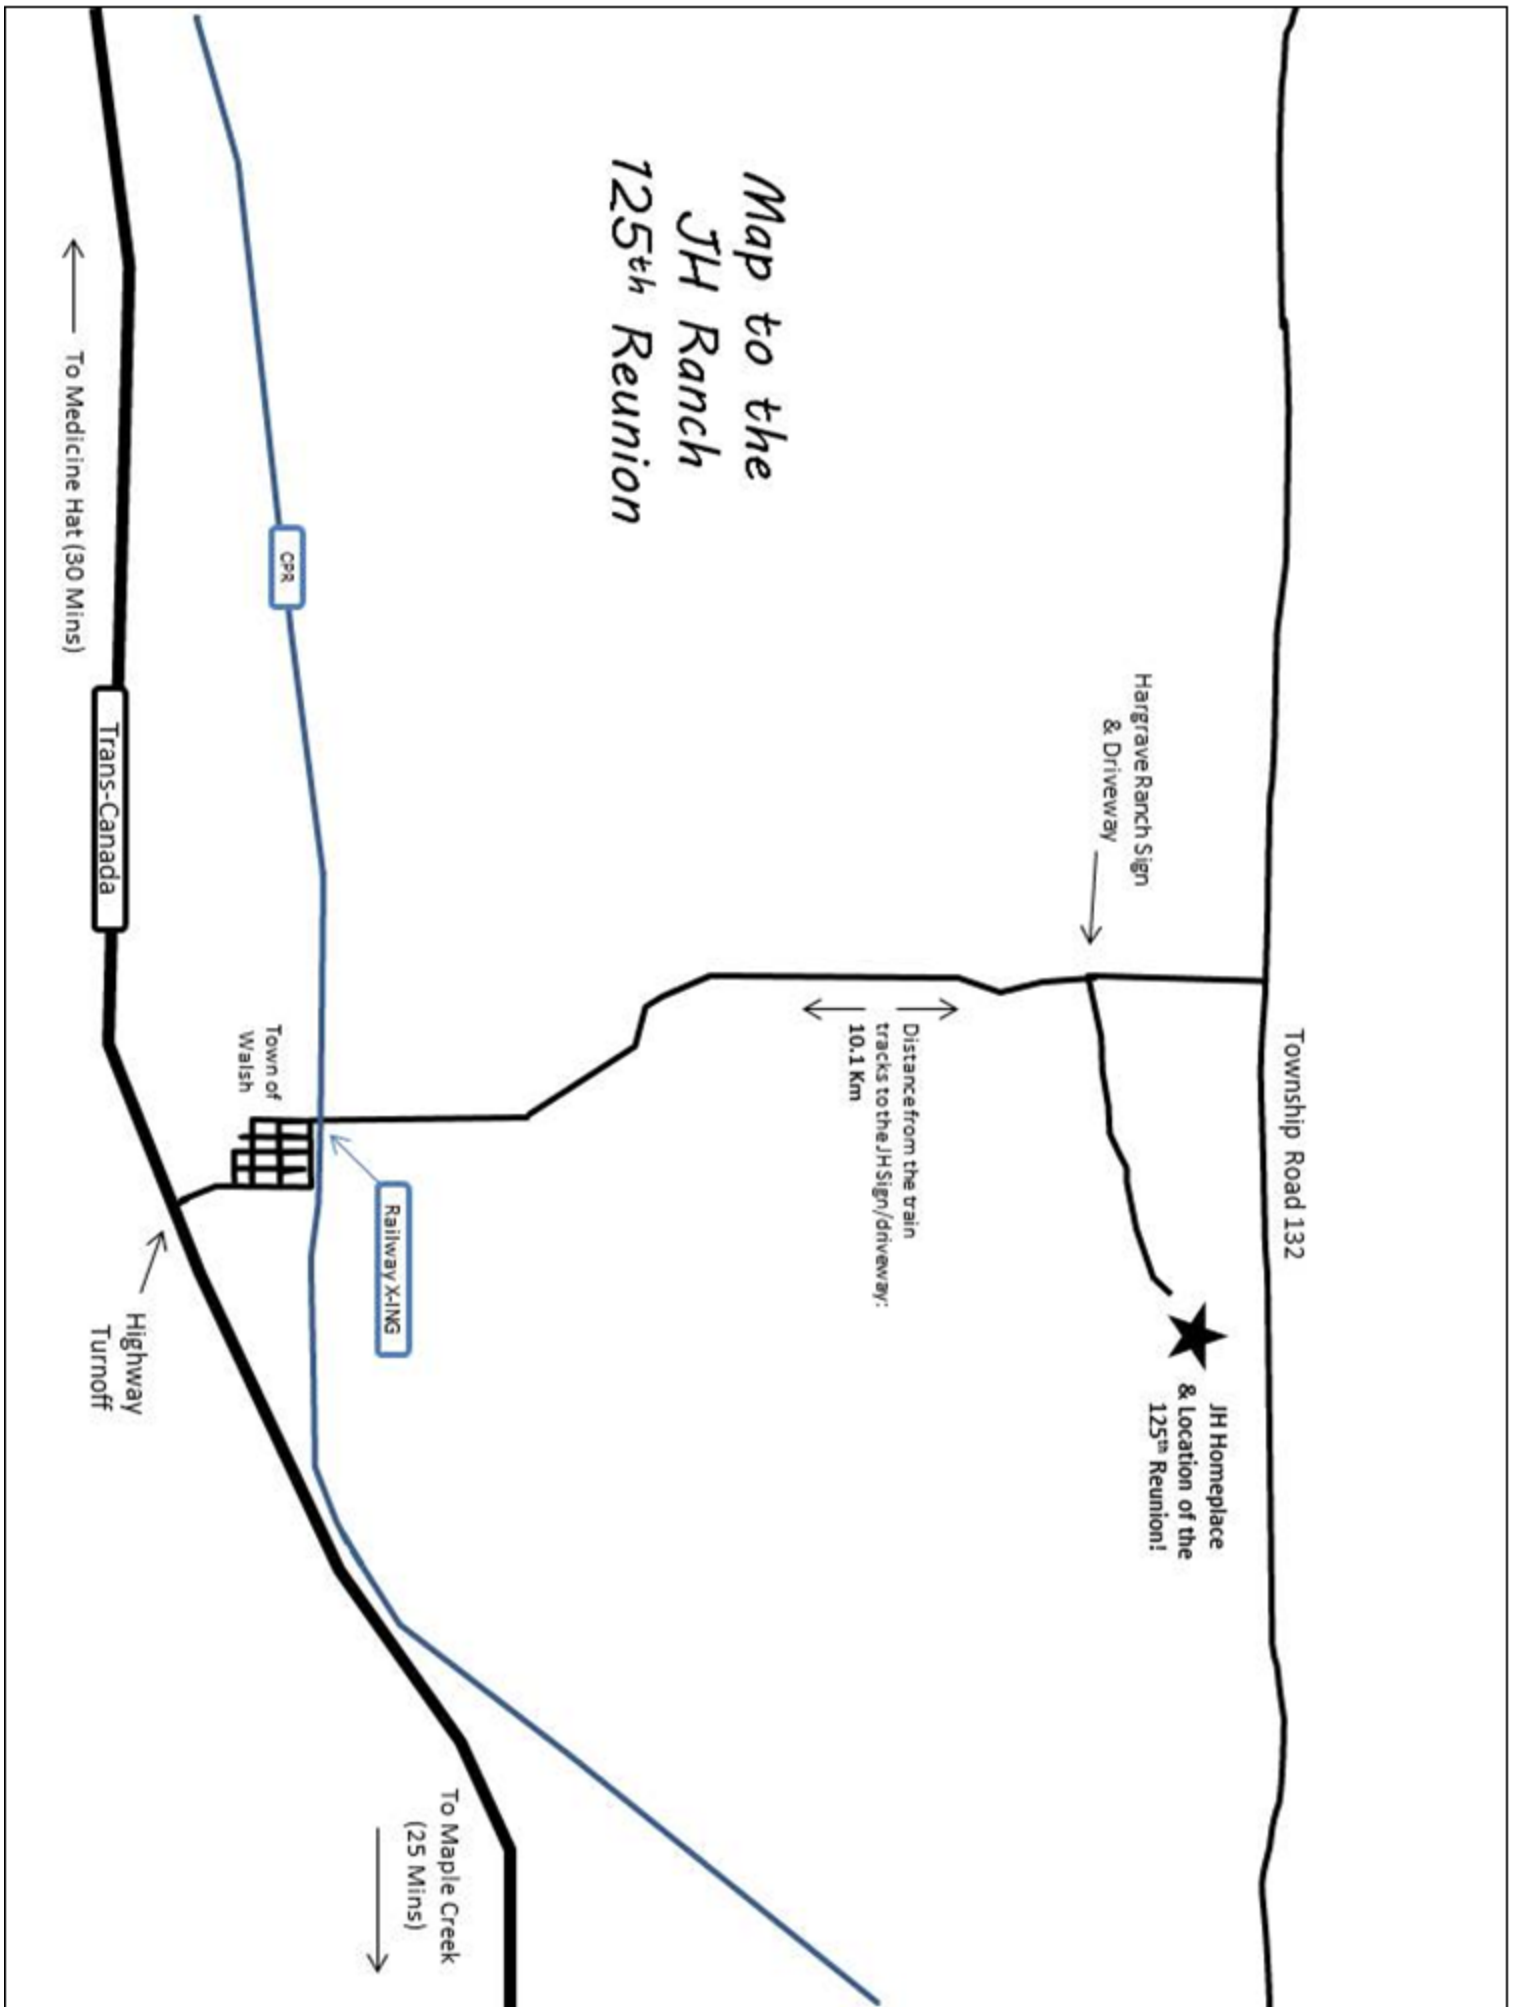 Map to the
JH Ranch
125th Reunion
Township Road 132
Hargrave Ranch Sign
& Driveway
JH Homeplace
& Location of the
125th Reunion!
Distance from the train
tracks to the JH Sign/driveway:
10.1 Km
Railway X-ING
CPR
Town of
Walsh
To Maple Creek
(25 Mins)
Highway
Turnoff
Trans-Canada
To Medicine Hat (30 Mins)